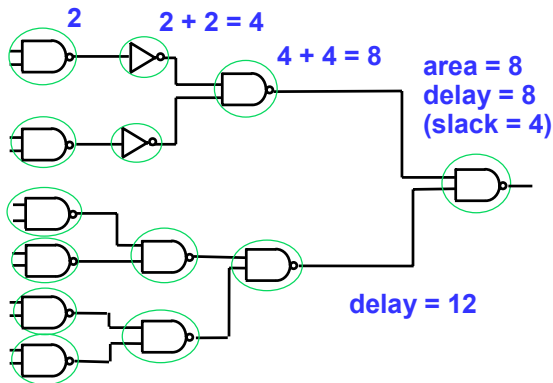 2
2 + 2 = 4
4 + 4 = 8
area = 8
delay = 8
(slack = 4)
delay = 12